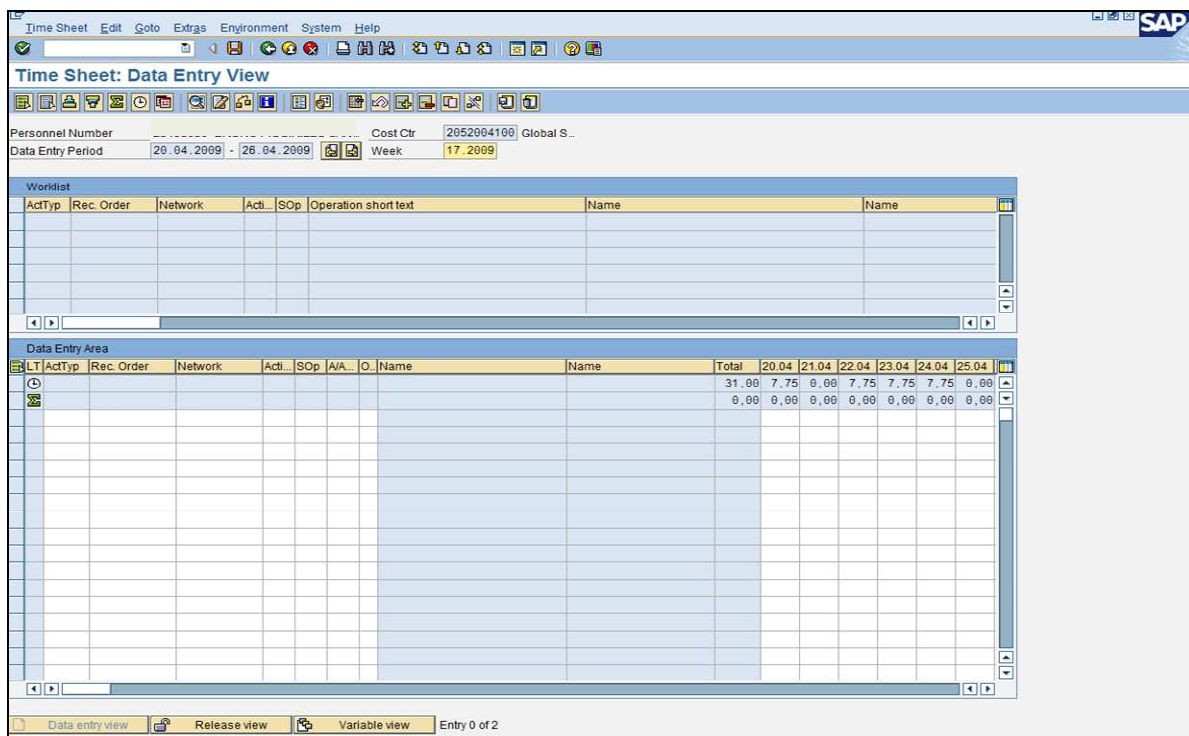 Time Sheet Edit Goto Extras Environment System Help
SAP
Time Sheet: Data Entry View
Personnel Number Cost Ctr 2052004100 Global S...
Data Entry Period 20.04.2009 - 26.04.2009 Week 17.2009
Worklist
ActTyp Rec. Order Network Acti... SOp Operation short text Name Name
Data Entry Area
LT ActTyp Rec. Order Network Acti... SOp A/A... O.. Name Name Total 20.04 21.04 22.04 23.04 24.04 25.04
31,00 7,75 0,00 7,75 7,75 7,75 0,00
0,00 0,00 0,00 0,00 0,00 0,00 0,00
Data entry view Release view Variable view Entry 0 of 2